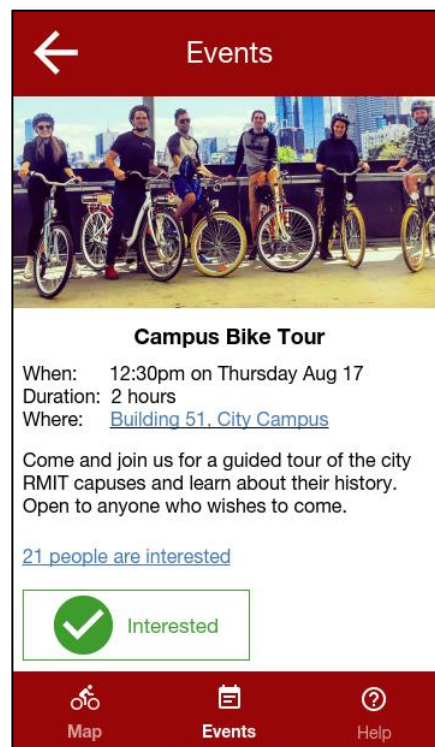 Events
Campus Bike Tour
When: 12:30pm on Thursday Aug 17
Duration: 2 hours
Where: Building 51, City Campus
Come and join us for a guided tour of the city
RMIT capuses and learn about their history.
Open to anyone who wishes to come.
21 people are interested
Interested
Map Events Help